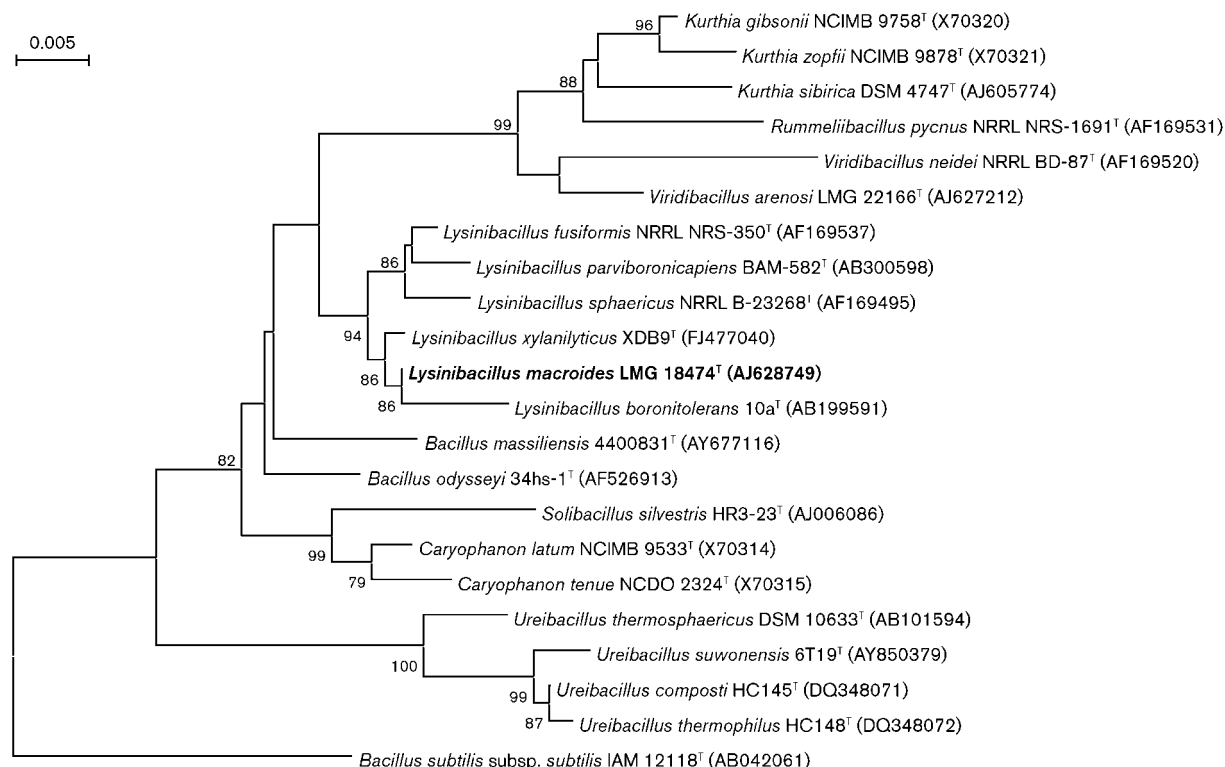 0.005
96
Kurthia gibsonii NCIMB 9758ᵀ (X70320)
Kurthia zopfii NCIMB 9878ᵀ (X70321)
88
Kurthia sibirica DSM 4747ᵀ (AJ605774)
99
Rummeliibacillus pycnus NRRL NRS-1691ᵀ (AF169531)
Viridibacillus neidei NRRL BD-87ᵀ (AF169520)
Viridibacillus arenosi LMG 22166ᵀ (AJ627212)
Lysinibacillus fusiformis NRRL NRS-350ᵀ (AF169537)
86
Lysinibacillus parviboronicapiens BAM-582ᵀ (AB300598)
Lysinibacillus sphaericus NRRL B-23268ᵀ (AF169495)
94
Lysinibacillus xylanilyticus XDB9ᵀ (FJ477040)
86
Lysinibacillus macroides LMG 18474ᵀ (AJ628749)
86
Lysinibacillus boronitolerans 10aᵀ (AB199591)
Bacillus massiliensis 4400831ᵀ (AY677116)
82
Bacillus odysseyi 34hs-1ᵀ (AF526913)
Solibacillus silvestris HR3-23ᵀ (AJ006086)
99
Caryophanon latum NCIMB 9533ᵀ (X70314)
79
Caryophanon tenue NCDO 2324ᵀ (X70315)
Ureibacillus thermosphaericus DSM 10633ᵀ (AB101594)
100
Ureibacillus suwonensis 6T19ᵀ (AY850379)
99
Ureibacillus composti HC145ᵀ (DQ348071)
87
Ureibacillus thermophilus HC148ᵀ (DQ348072)
Bacillus subtilis subsp. subtilis IAM 12118ᵀ (AB042061)